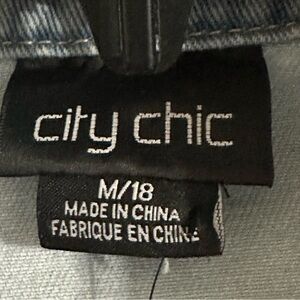 city chic
M/18
MADE IN CHINA
FABRIQUE EN CHINE